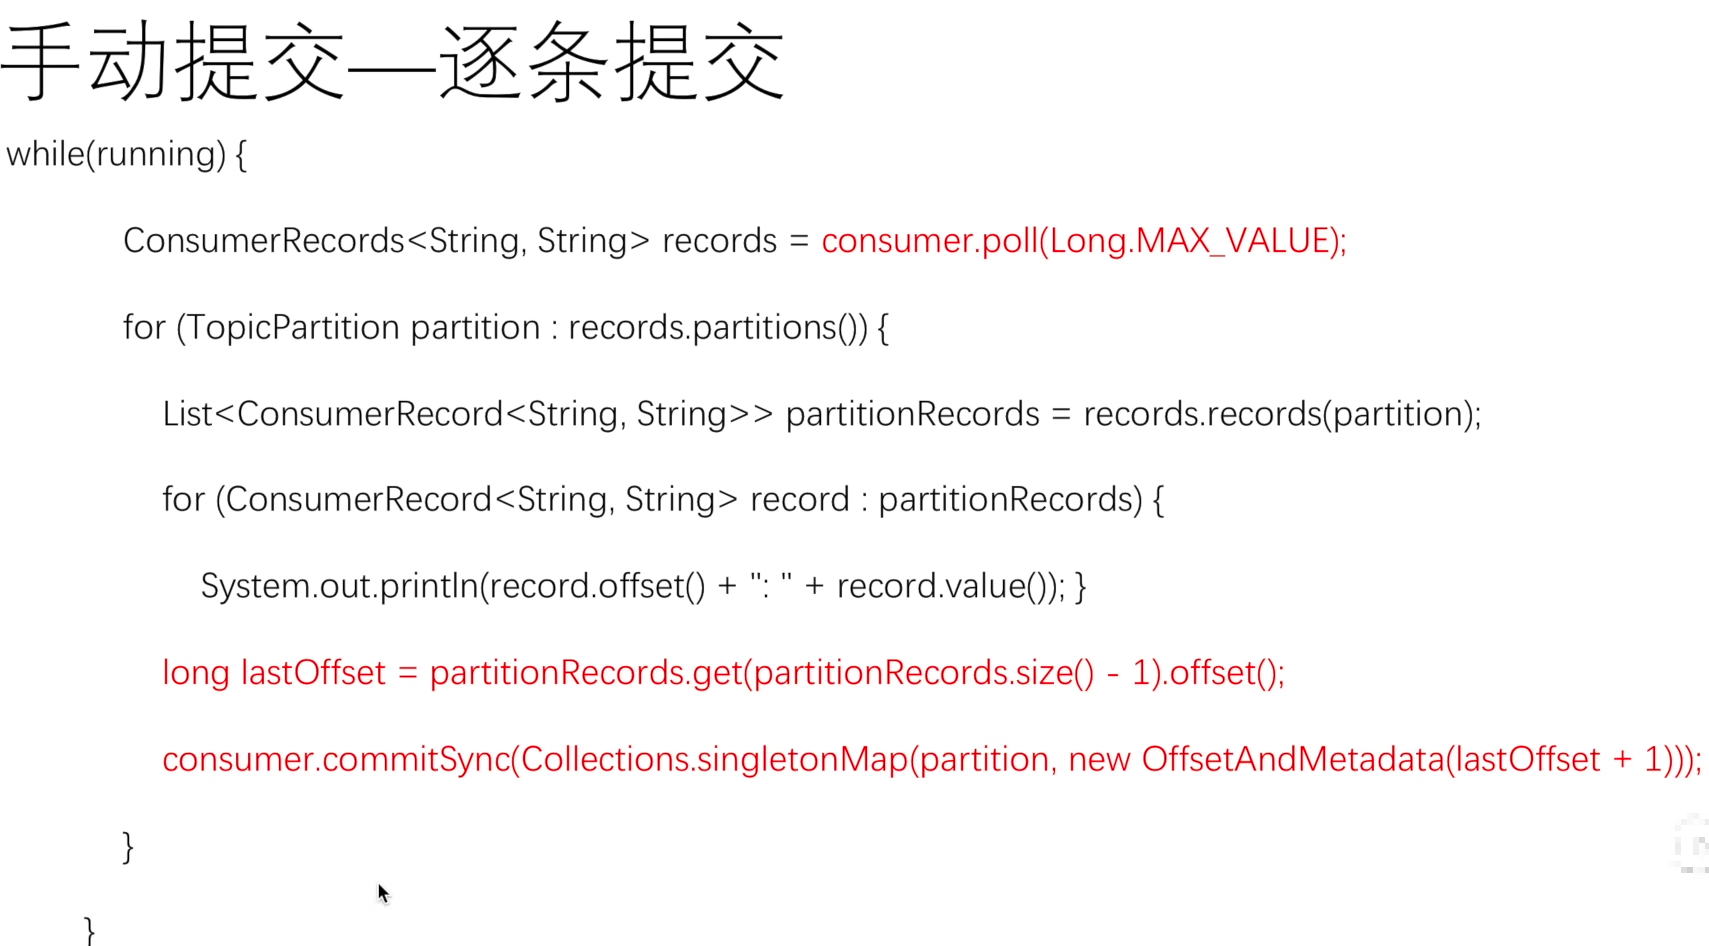 手动提交—逐条提交
while(running) {
ConsumerRecords<String, String> records = consumer.poll(Long.MAX_VALUE);
for (TopicPartition partition : records.partitions()) {
List<ConsumerRecord<String, String>> partitionRecords = records.records(partition);
for (ConsumerRecord<String, String> record : partitionRecords) {
System.out.println(record.offset() + ": " + record.value()); }
long lastOffset = partitionRecords.get(partitionRecords.size() - 1).offset();
consumer.commitSync(Collections.singletonMap(partition, new OffsetAndMetadata(lastOffset + 1)));
}
}